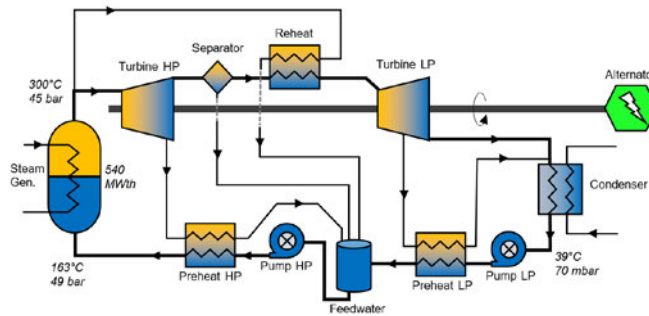 Reheat
Separator
Turbine HP
Turbine LP
Alternator
300°C
45 bar
Steam
Gen.
540
MWth
Condenser
163°C
49 bar
Preheat HP
Pump HP
Feedwater
Preheat LP
Pump LP
39°C
70 mbar